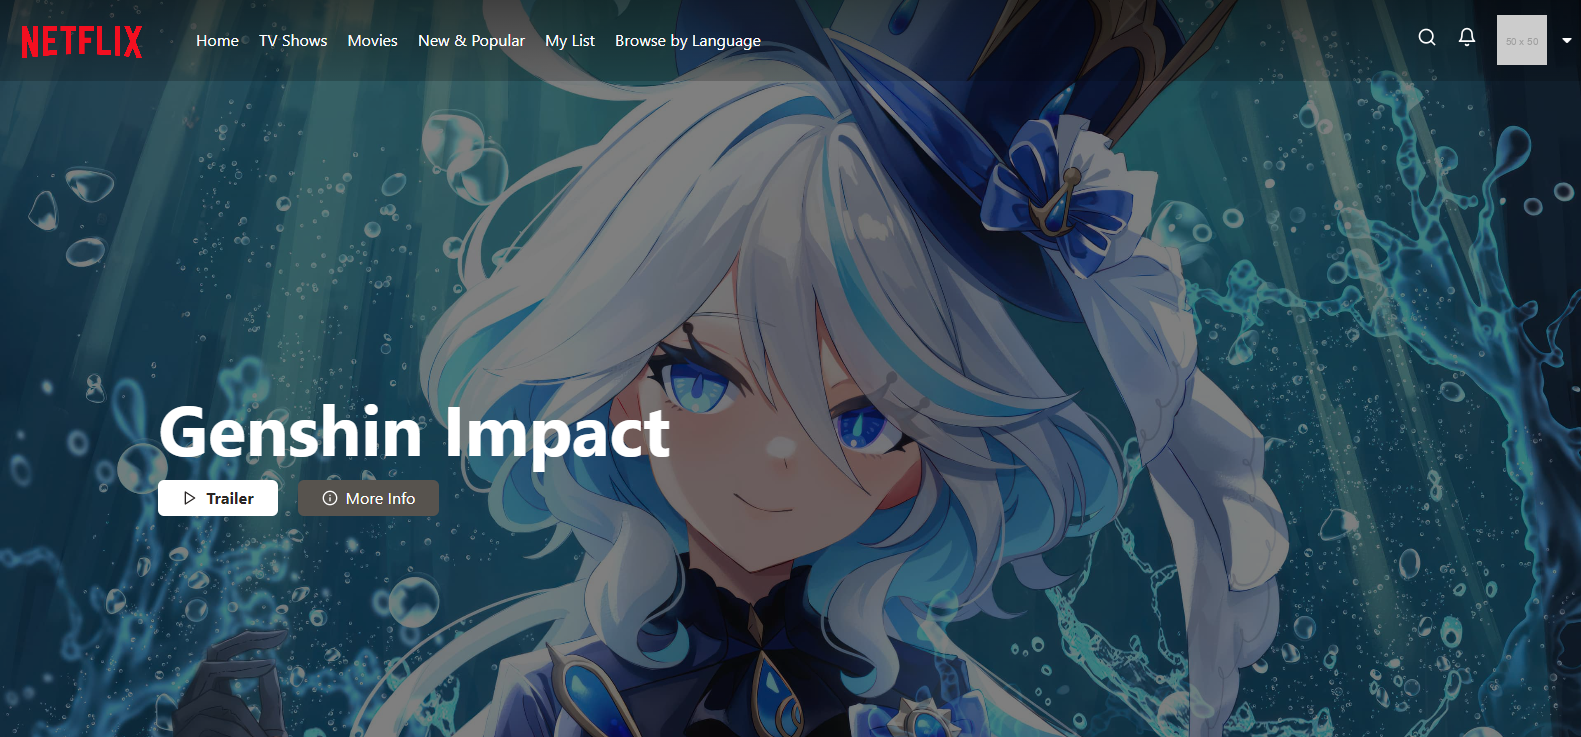 NETFLIX
Home TV Shows Movies New & Popular My List Browse by Language
50 x 50
Genshin Impact
Trailer More Info